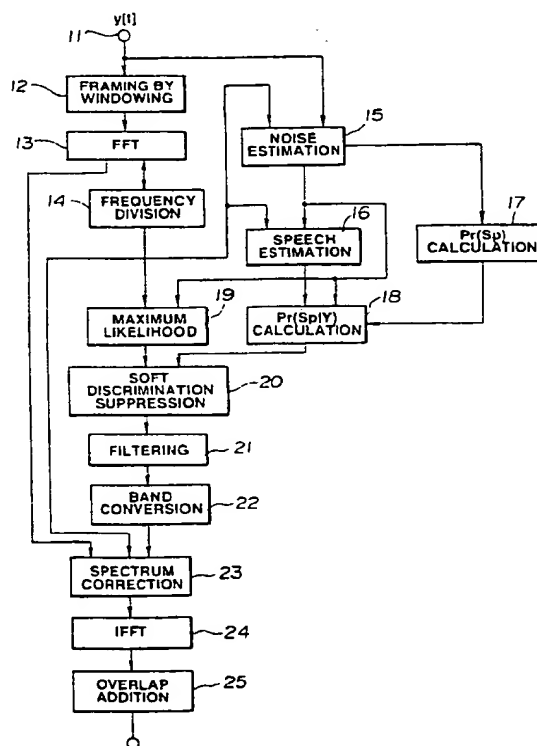 y[t]
11
12
FRAMING BY
WINDOWING
13
FFT
14
FREQUENCY
DIVISION
15
NOISE
ESTIMATION
16
SPEECH
ESTIMATION
17
Pr(Sp)
CALCULATION
18
Pr(Sp|Y)
CALCULATION
19
MAXIMUM
LIKELIHOOD
20
SOFT
DISCRIMINATION
SUPPRESSION
21
FILTERING
22
BAND
CONVERSION
23
SPECTRUM
CORRECTION
24
IFFT
25
OVERLAP
ADDITION